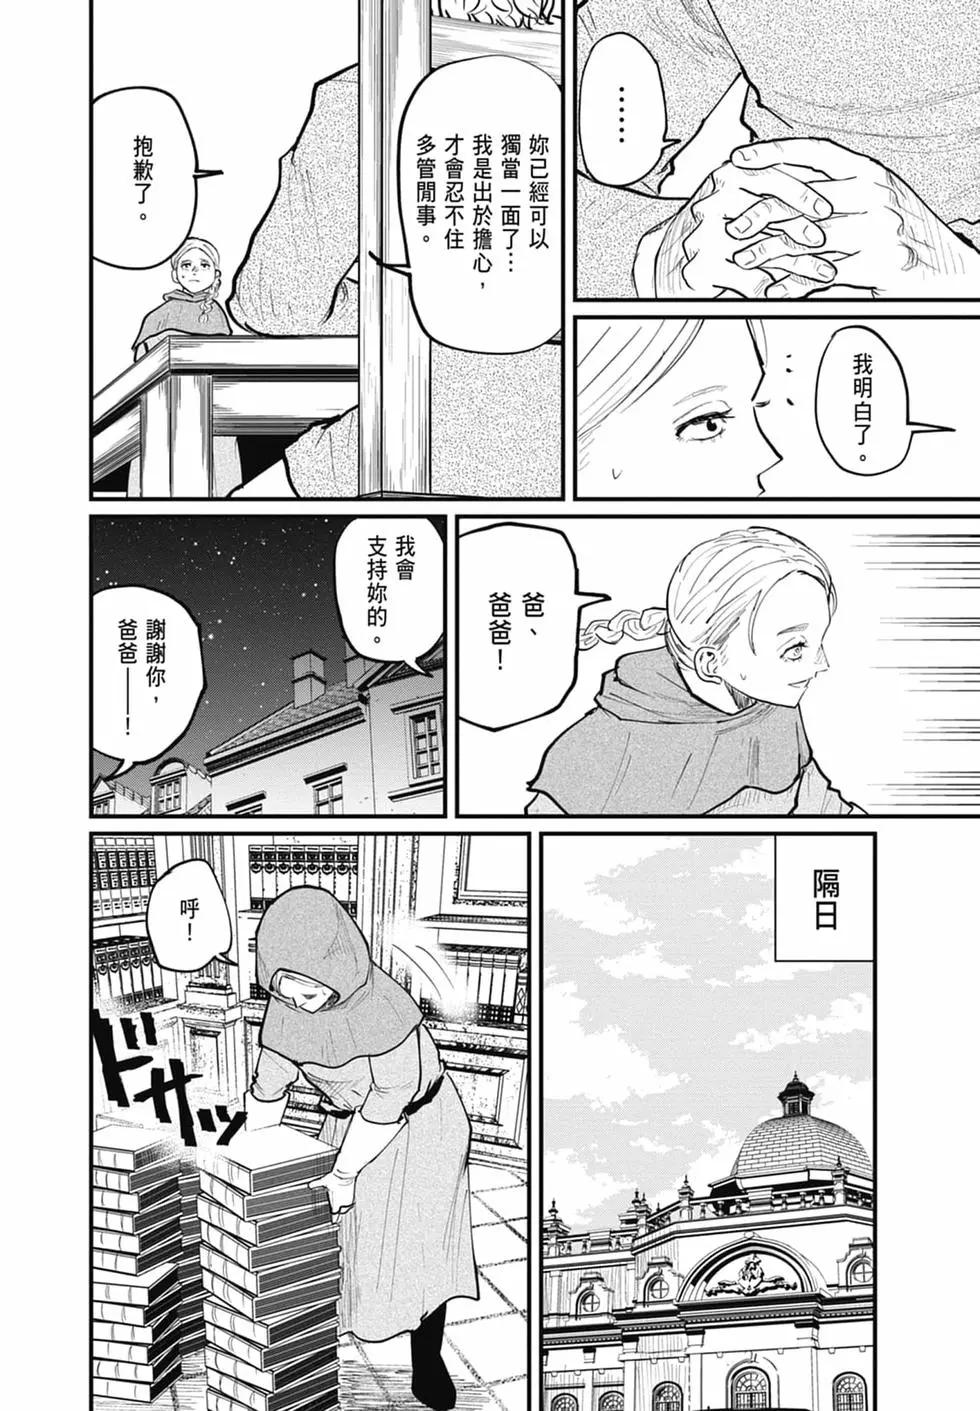 ……
妳已經可以
獨當一面了…
我是出於擔心，
才會忍不住
多管閒事。
抱歉了。
我明白了。
爸、
爸爸！
我會
支持妳的。
謝謝你，
爸爸——！
隔日
呼！
ドサッ